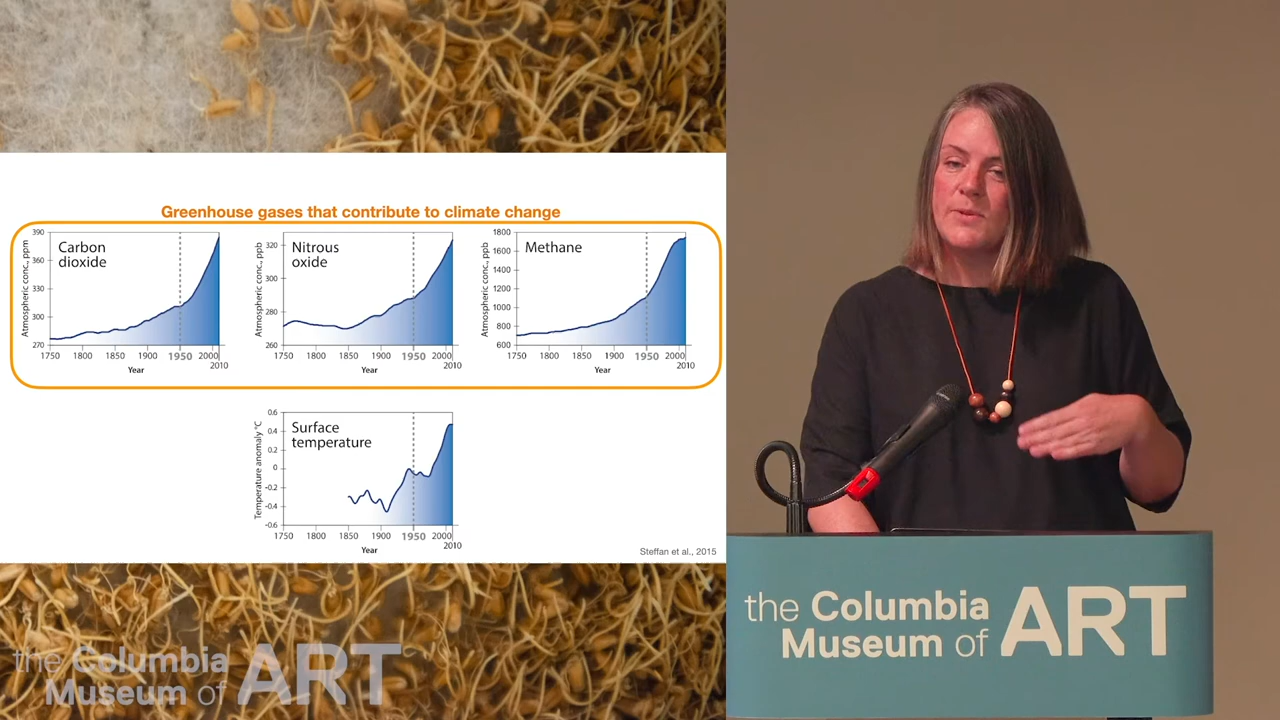 Greenhouse gases that contribute to climate change
Carbon
dioxide
Atmospheric conc., ppm
390
360
330
300
270
1750 1800 1850 1900 1950 2000
2010
Year
Nitrous
oxide
Atmospheric conc., ppb
320
300
280
260
1750 1800 1850 1900 1950 2000
2010
Year
Methane
Atmospheric conc., ppb
1800
1600
1400
1200
1000
800
600
1750 1800 1850 1900 1950 2000
2010
Year
Surface
temperature
Temperature anomaly °C
0.6
0.4
0.2
0
-0.2
-0.4
-0.6
1750 1800 1850 1900 1950 2000
2010
Year
Steffan et al., 2015
the Columbia
Museum of ART
the Columbia
Museum of ART